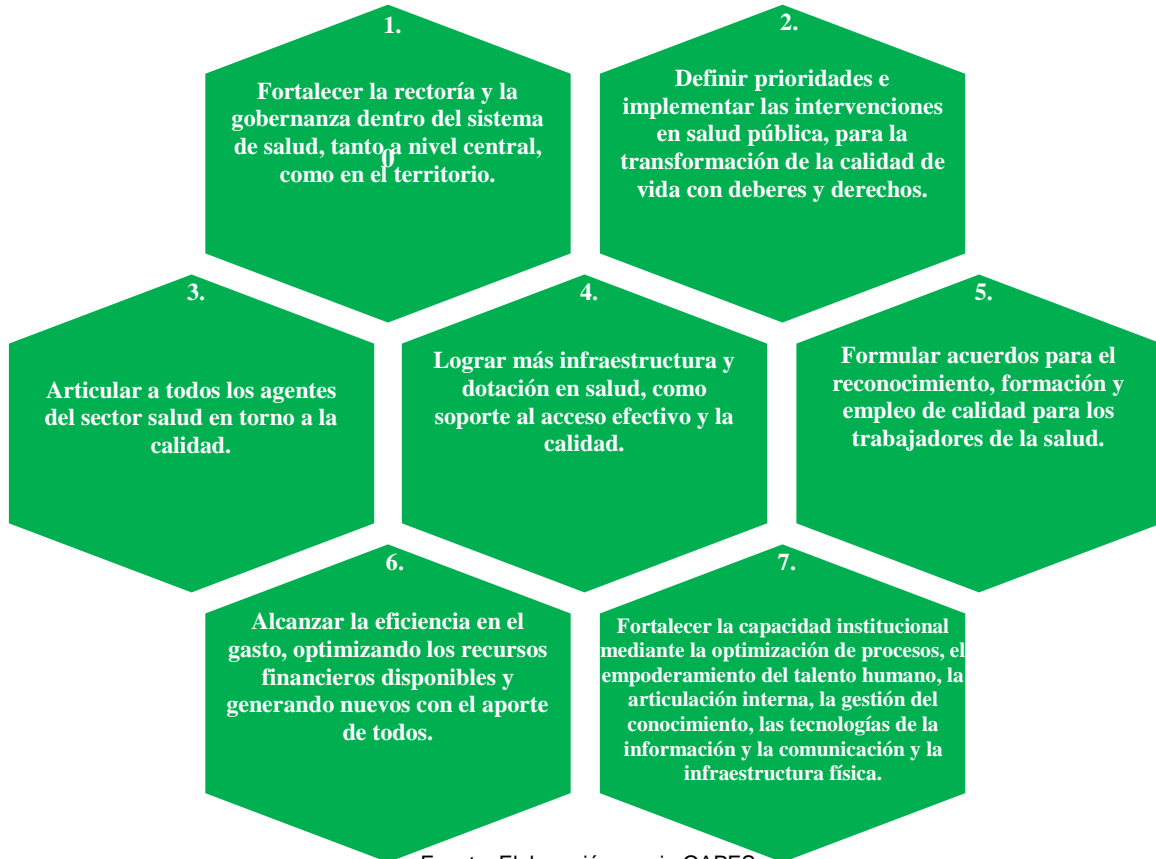 1.
Fortalecer la rectoría y la
gobernanza dentro del sistema
de salud, tanto a nivel central,
0
como en el territorio.
2.
Definir prioridades e
implementar las intervenciones
en salud pública, para la
transformación de la calidad de
vida con deberes y derechos.
3.
Articular a todos los agentes
del sector salud en torno a la
calidad.
4.
Lograr más infraestructura y
dotación en salud, como
soporte al acceso efectivo y la
calidad.
5.
Formular acuerdos para el
reconocimiento, formación y
empleo de calidad para los
trabajadores de la salud.
6.
Alcanzar la eficiencia en el
gasto, optimizando los recursos
financieros disponibles y
generando nuevos con el aporte
de todos.
7.
Fortalecer la capacidad institucional
mediante la optimización de procesos, el
empoderamiento del talento humano, la
articulación interna, la gestión del
conocimiento, las tecnologías de la
información y la comunicación y la
infraestructura física.